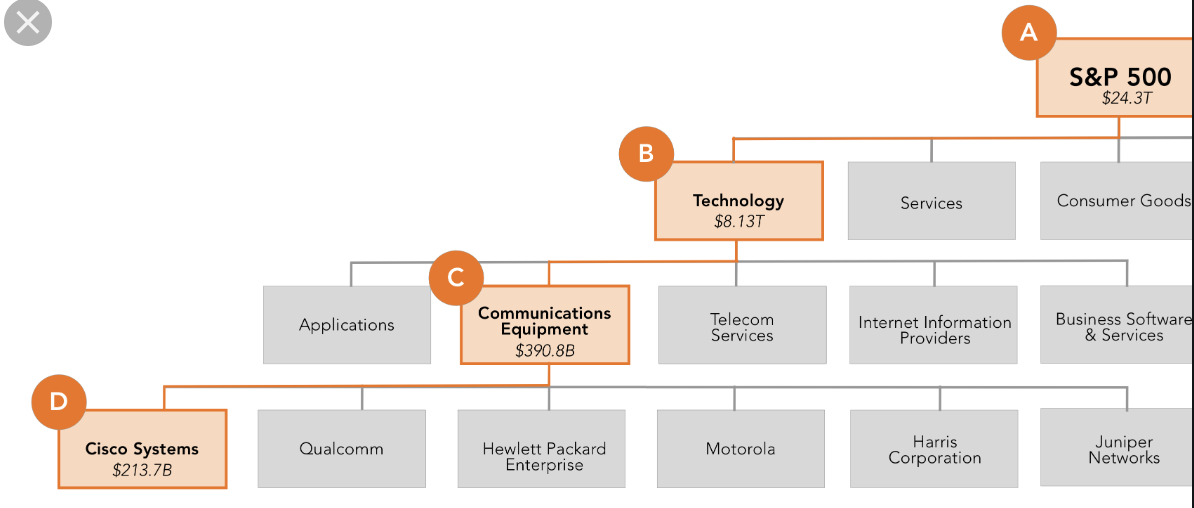 A
S&P 500
$24.3T
B
Technology
$8.13T
Services
Consumer Goods
C
Applications
Communications
Equipment
$390.8B
Telecom
Services
Internet Information
Providers
Business Software
& Services
D
Cisco Systems
$213.7B
Qualcomm
Hewlett Packard
Enterprise
Motorola
Harris
Corporation
Juniper
Networks